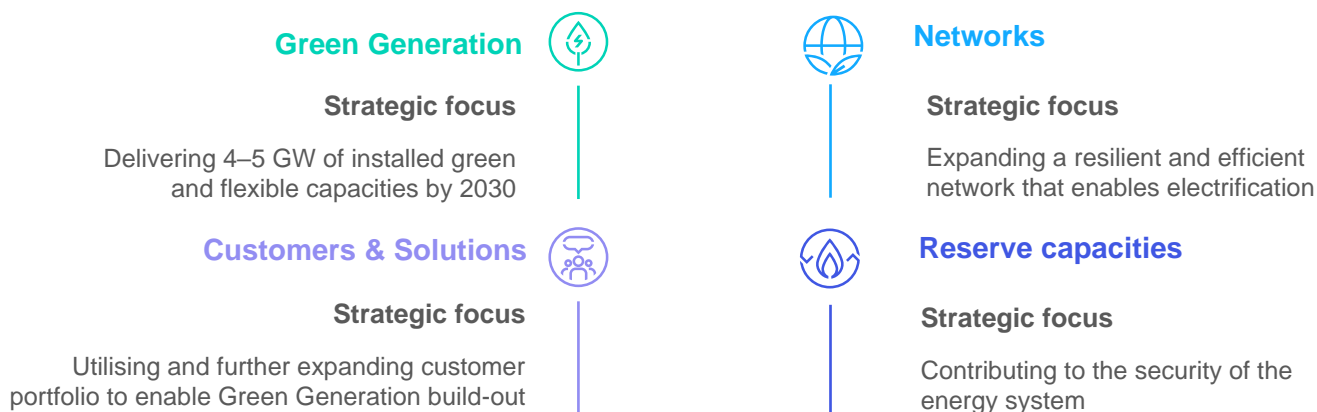 Green Generation
Strategic focus
Delivering 4–5 GW of installed green
and flexible capacities by 2030
Networks
Strategic focus
Expanding a resilient and efficient
network that enables electrification
Customers & Solutions
Strategic focus
Utilising and further expanding customer
portfolio to enable Green Generation build-out
Reserve capacities
Strategic focus
Contributing to the security of the
energy system